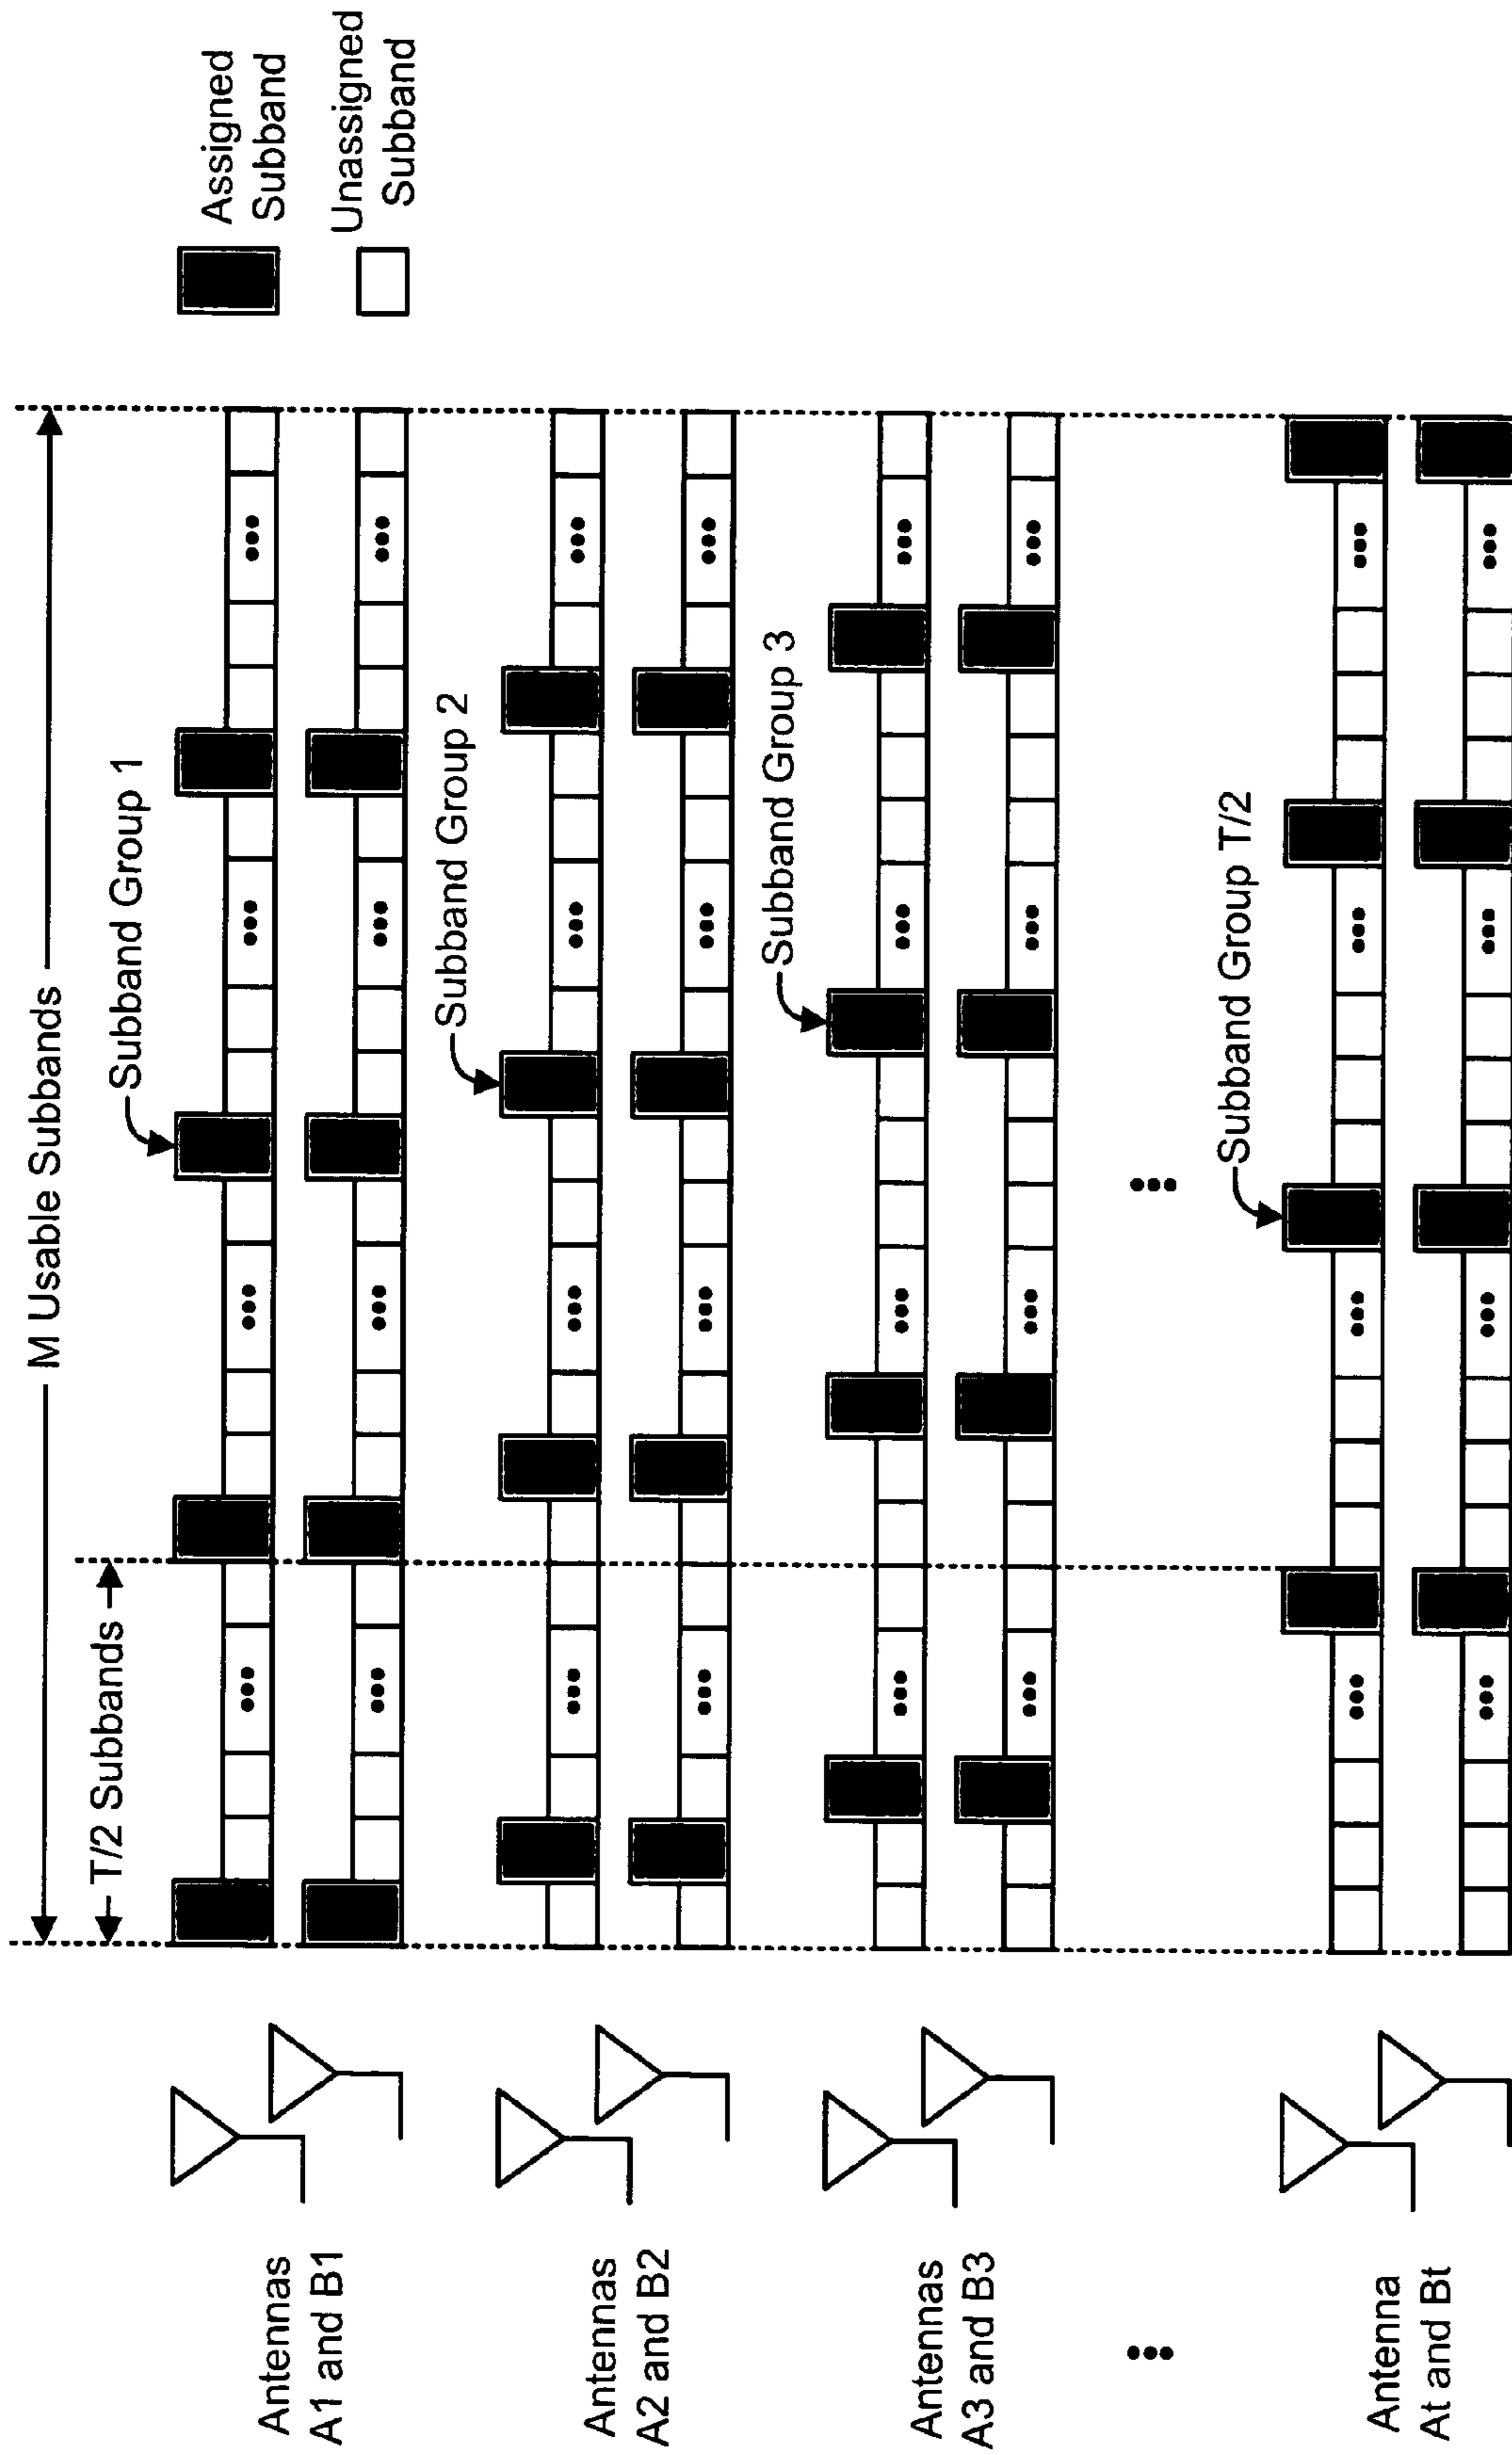 M Usable Subbands
T/2 Subbands
Assigned
Subband
Unassigned
Subband
Antennas
A1 and B1
Subband Group 1
Antennas
A2 and B2
Subband Group 2
Antennas
A3 and B3
Subband Group 3
Antenna
At and Bt
Subband Group T/2